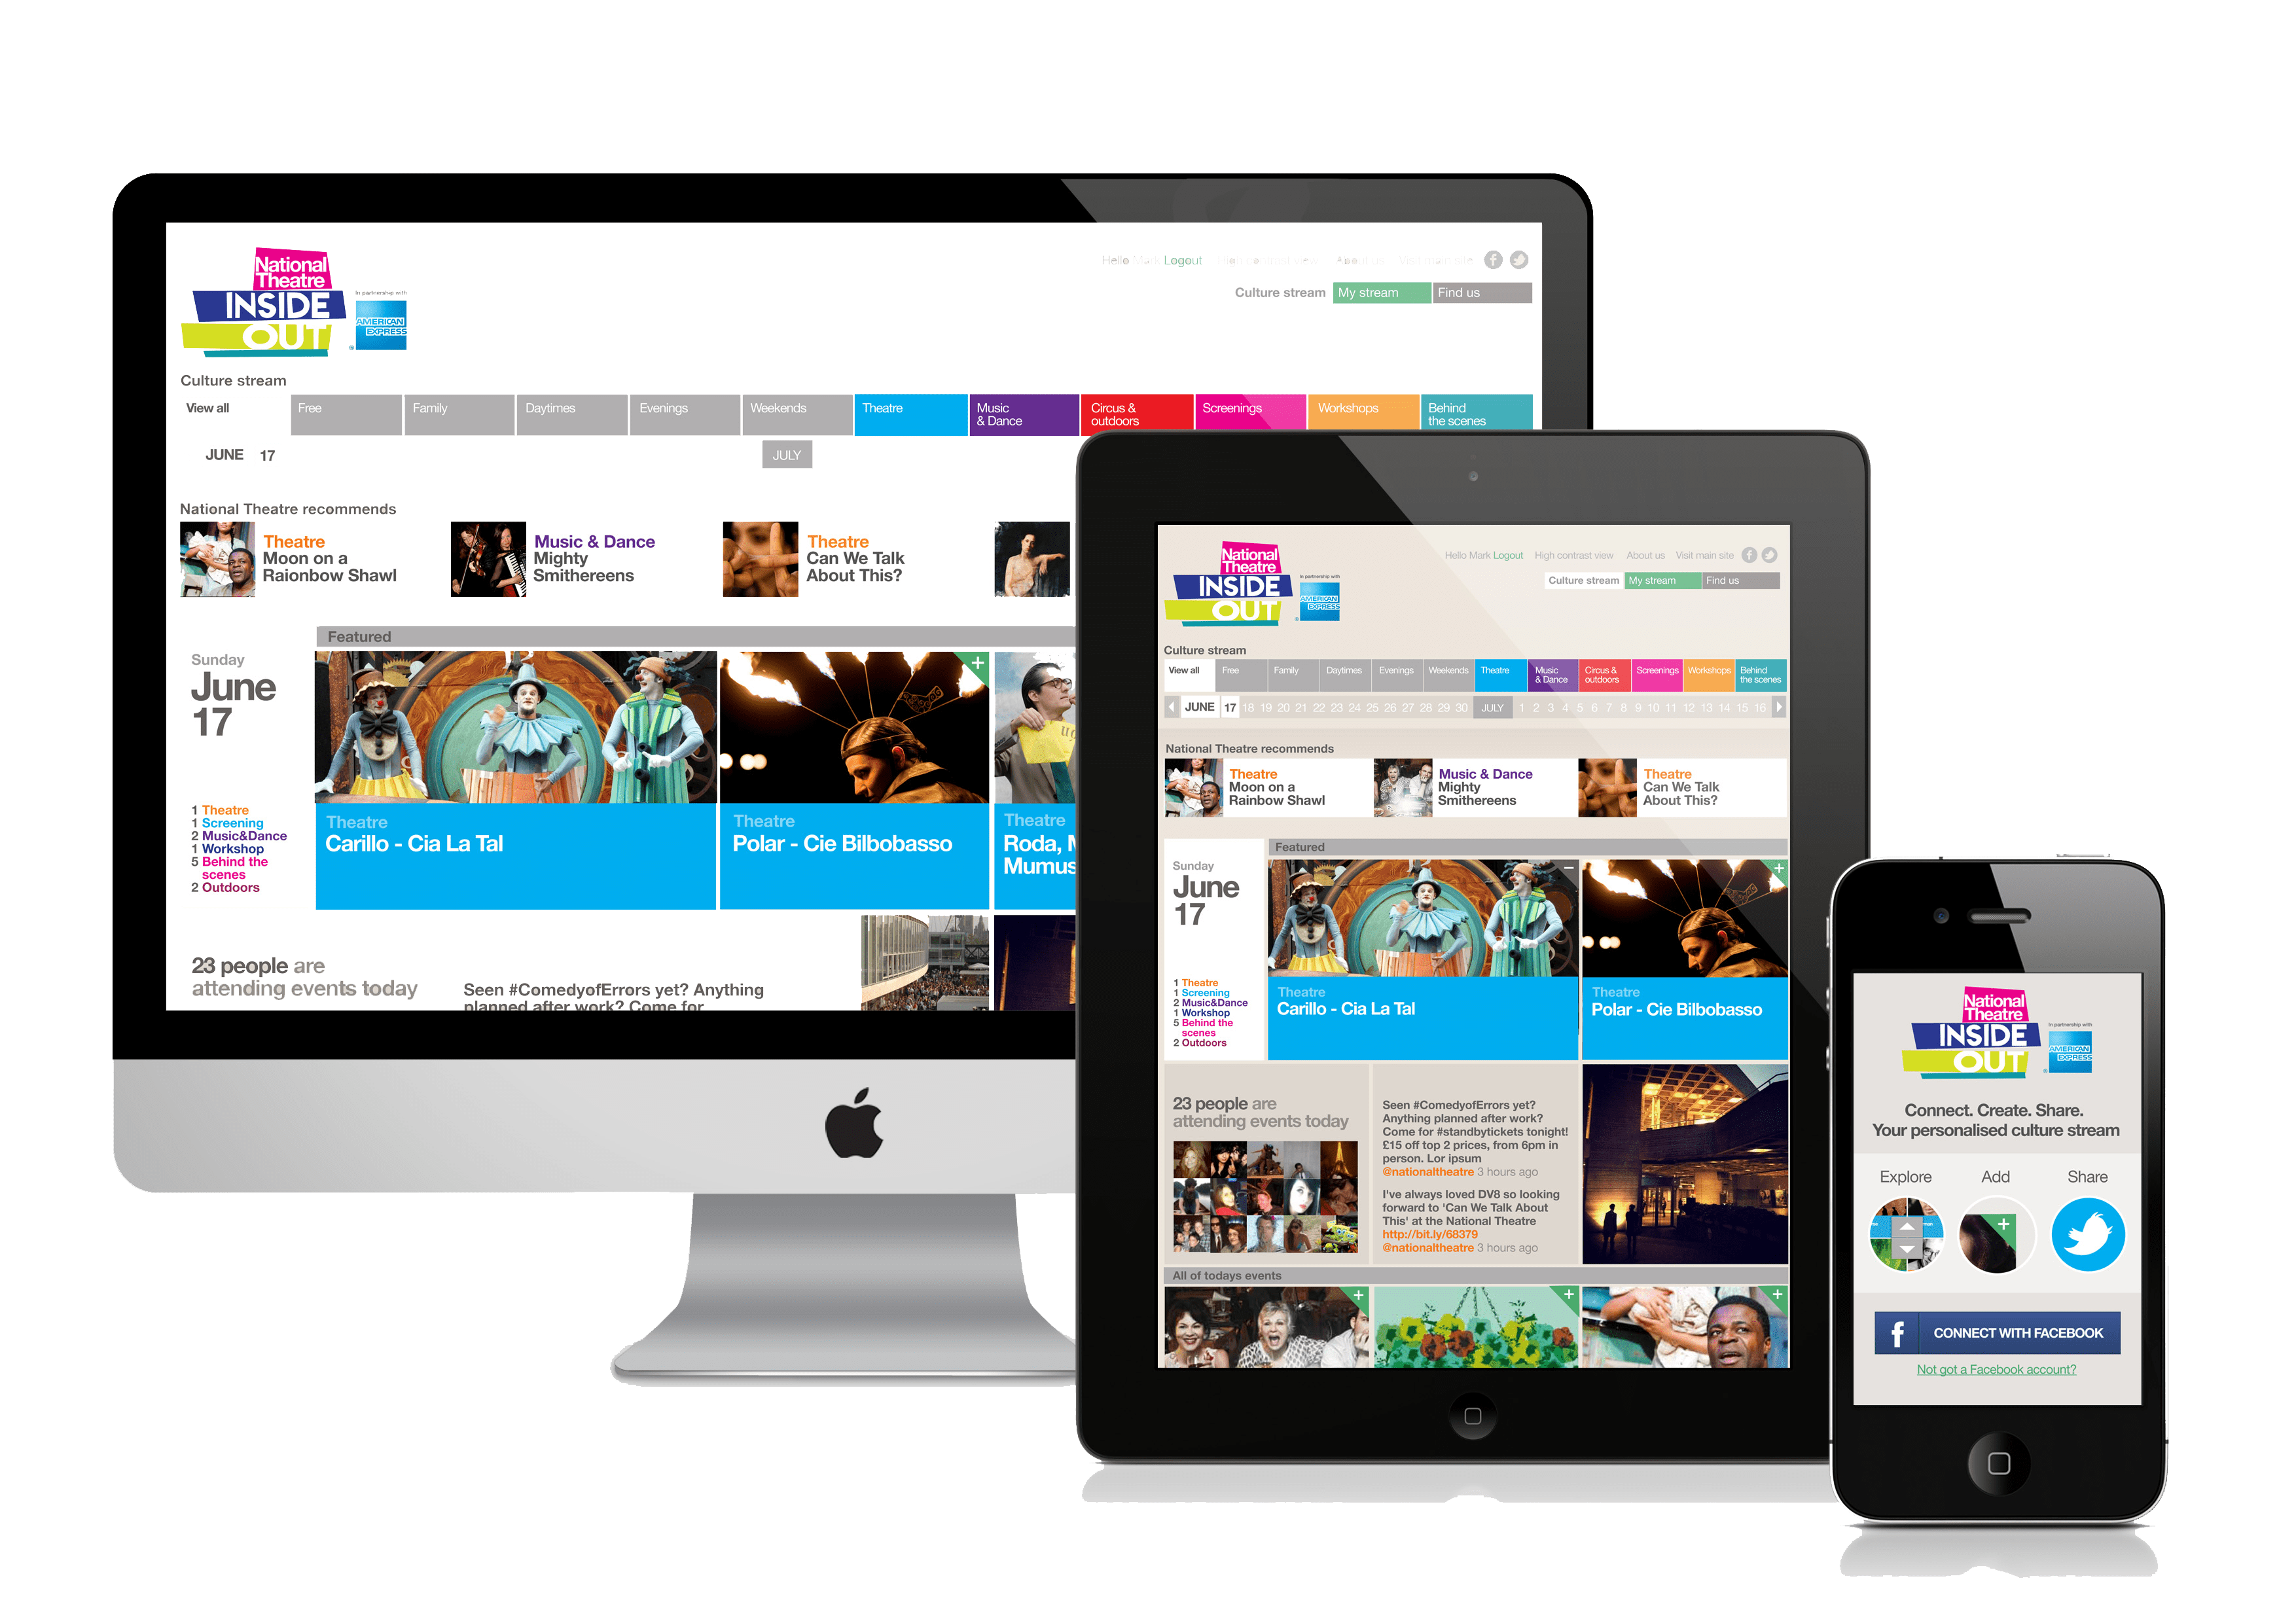 National
Theatre
INSIDE
OUT
In partnership with
AMERICAN
EXPRESS
Hello Mark Logout High contrast view About us Visit main site
Culture stream My stream Find us
Culture stream
View all Free Family Daytimes Evenings Weekends Theatre Music & Dance Circus & outdoors Screenings Workshops Behind the scenes
JUNE 17 JULY
National Theatre recommends
Theatre
Moon on a
Raionbow Shawl
Music & Dance
Mighty
Smithereens
Theatre
Can We Talk
About This?
Featured
Sunday
June
17
1 Theatre
1 Screening
2 Music&Dance
1 Workshop
5 Behind the
scenes
2 Outdoors
Theatre
Carillo - Cia La Tal
Theatre
Polar - Cie Bilbobasso
Theatre
Roda,
Mumus
23 people are
attending events today
Seen #ComedyofErrors yet? Anything
planned after work? Come for
National
Theatre
INSIDE
OUT
In partnership with
AMERICAN
EXPRESS
Hello Mark Logout High contrast view About us Visit main site
Culture stream My stream Find us
Culture stream
View all Free Family Daytimes Evenings Weekends Theatre Music & Dance Circus & outdoors Screenings Workshops Behind the scenes
JUNE 17 18 19 20 21 22 23 24 25 26 27 28 29 30 JULY 1 2 3 4 5 6 7 8 9 10 11 12 13 14 15 16
National Theatre recommends
Theatre
Moon on a
Rainbow Shawl
Music & Dance
Mighty
Smithereens
Theatre
Can We Talk
About This?
Featured
Sunday
June
17
1 Theatre
1 Screening
2 Music&Dance
1 Workshop
5 Behind the
scenes
2 Outdoors
Theatre
Carillo - Cia La Tal
Theatre
Polar - Cie Bilbobasso
23 people are
attending events today
Seen #ComedyofErrors yet?
Anything planned after work?
Come for #standbytickets tonight!
£15 off top 2 prices, from 6pm in
person. Lor ipsum
@nationaltheatre 3 hours ago
I've always loved DV8 so looking
forward to 'Can We Talk About
This' at the National Theatre
http://bit.ly/68379
@nationaltheatre 3 hours ago
All of todays events
National
Theatre
INSIDE
OUT
In partnership with
AMERICAN
EXPRESS
Connect. Create. Share.
Your personalised culture stream
Explore Add Share
f CONNECT WITH FACEBOOK
Not got a Facebook account?